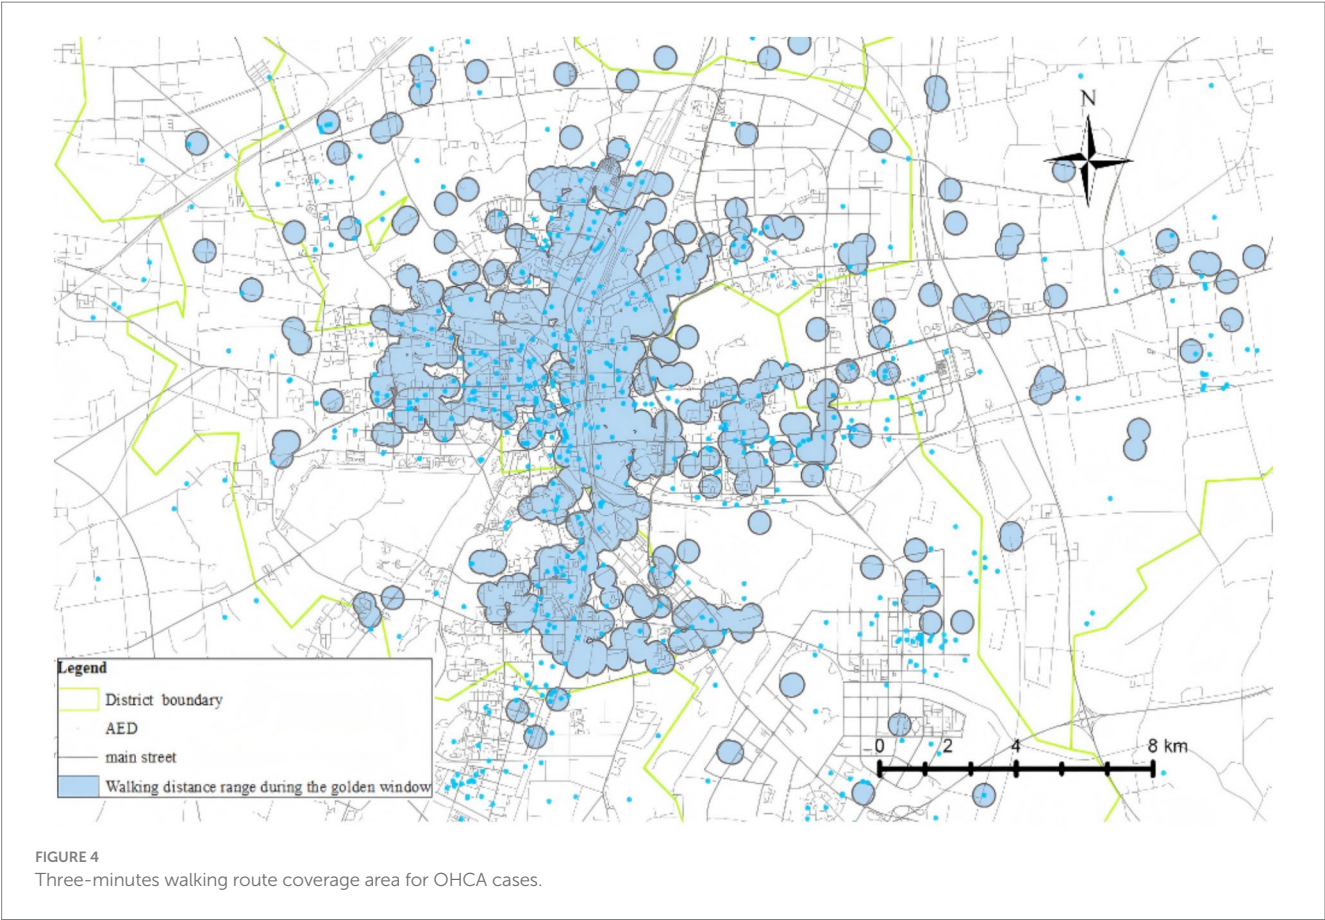 N
Legend
District boundary
AED
main street
Walking distance range during the golden window
0 2 4 8 km
FIGURE 4
Three-minutes walking route coverage area for OHCA cases.